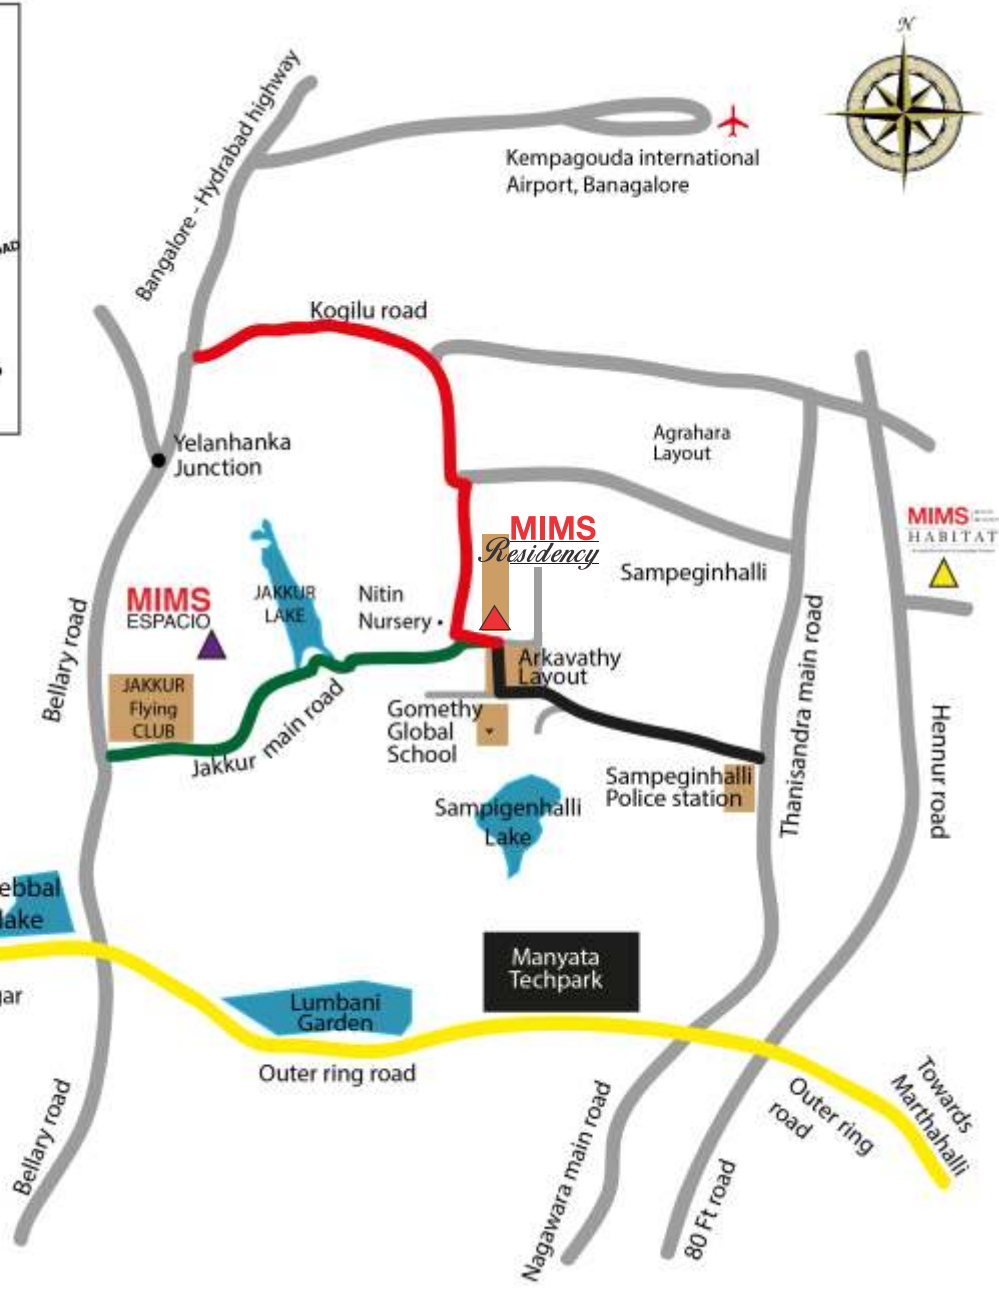 N
Bangalore - Hydrabad highway
Kempagouda international
Airport, Banagalore
Kogilu road
Yelanhanka
Junction
Agrahara
Layout
MIMS
HABITAT
MIMS
Residency
Sampeginhalli
JAKKUR
LAKE
Nitin
Nursery
MIMS
ESPACIO
Bellary road
JAKKUR
Flying
CLUB
Jakkur main road
Arkavathy
Layout
Gomethy
Global
School
Thanisandra main road
Hennur road
Sampeginhalli
Police station
Sampigenhalli
Lake
ebbal
lake
Manyata
Techpark
gar
Lumbani
Garden
Outer ring road
Towards
Marthahalli
Outer ring
road
Bellary road
Nagawara main road
80 Ft road